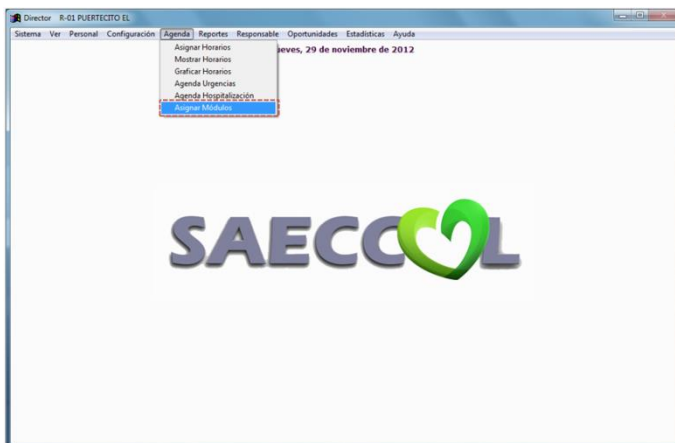 Director R-01 PUERTECITO EL
Sistema Ver Personal Configuración Agenda Reportes Responsable Oportunidades Estadísticas Ayuda
ueves, 29 de noviembre de 2012
Asignar Horarios
Mostrar Horarios
Graficar Horarios
Agenda Urgencias
Agenda Hospitalización
Asignar Módulos
SAECCOL